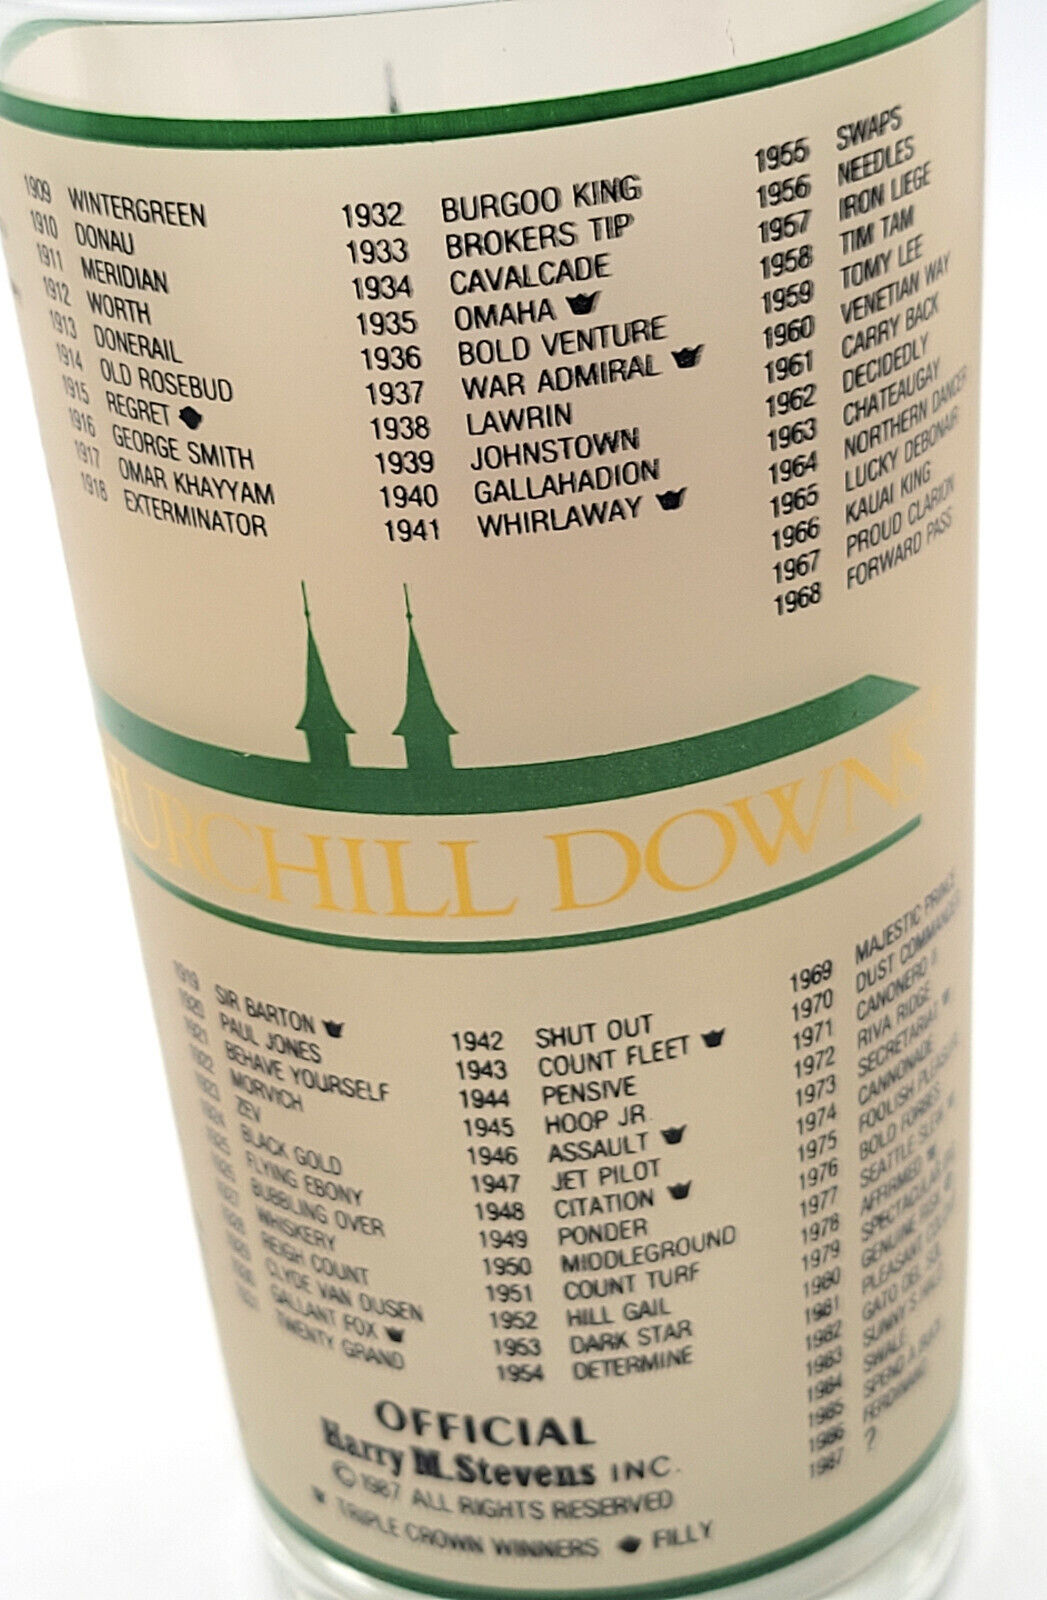 1909 WINTERGREEN
1910 DONAU
1911 MERIDIAN
1912 WORTH
1913 DONERAIL
1914 OLD ROSEBUD
1915 REGRET
1916 GEORGE SMITH
1917 OMAR KHAYYAM
1918 EXTERMINATOR
1932 BURGOO KING
1933 BROKERS TIP
1934 CAVALCADE
1935 OMAHA
1936 BOLD VENTURE
1937 WAR ADMIRAL
1938 LAWRIN
1939 JOHNSTOWN
1940 GALLAHADION
1941 WHIRLAWAY
1955 SWAPS
1956 NEEDLES
1957 IRON LIEGE
1958 TIM TAM
1959 TOMY LEE
1960 VENETIAN WAY
1961 CARRY BACK
1962 DECIDEDLY
1963 CHATEAUGAY
1964 NORTHERN DANCER
1965 LUCKY DEBONAIR
1966 KAUAI KING
1967 PROUD CLARION
1968 FORWARD PASS
CHURCHILL DOWNS
1919 SIR BARTON
1920 PAUL JONES
1921 BEHAVE YOURSELF
1922 MORVICH
1923 ZEV
1924 BLACK GOLD
1925 FLYING EBONY
1926 BUBBLING OVER
1927 WHISKERY
1928 REIGH COUNT
1929 CLYDE VAN DUSEN
1930 GALLANT FOX
1931 TWENTY GRAND
1942 SHUT OUT
1943 COUNT FLEET
1944 PENSIVE
1945 HOOP JR.
1946 ASSAULT
1947 JET PILOT
1948 CITATION
1949 PONDER
1950 MIDDLEGROUND
1951 COUNT TURF
1952 HILL GAIL
1953 DARK STAR
1954 DETERMINE
1969 MAJESTIC PRINCE
1970 DUST COMMANDER
1971 CANONERO II
1972 RIVA RIDGE
1973 SECRETARIAT
1974 CANNONADE
1975 FOOLISH PLEASURE
1976 BOLD FORBES
1977 SEATTLE SLEW
1978 AFFIRMED
1979 SPECTACULAR BID
1980 GENUINE RISK
1981 PLEASANT COLONY
1982 GATO DEL SOL
1983 SUNNY'S HALO
1984 SWALE
1985 SPEND A BUCK
1986 FERDINAND
1987 ?
OFFICIAL
Harry M. Stevens INC.
© 1987 ALL RIGHTS RESERVED
TRIPLE CROWN WINNERS FILLY